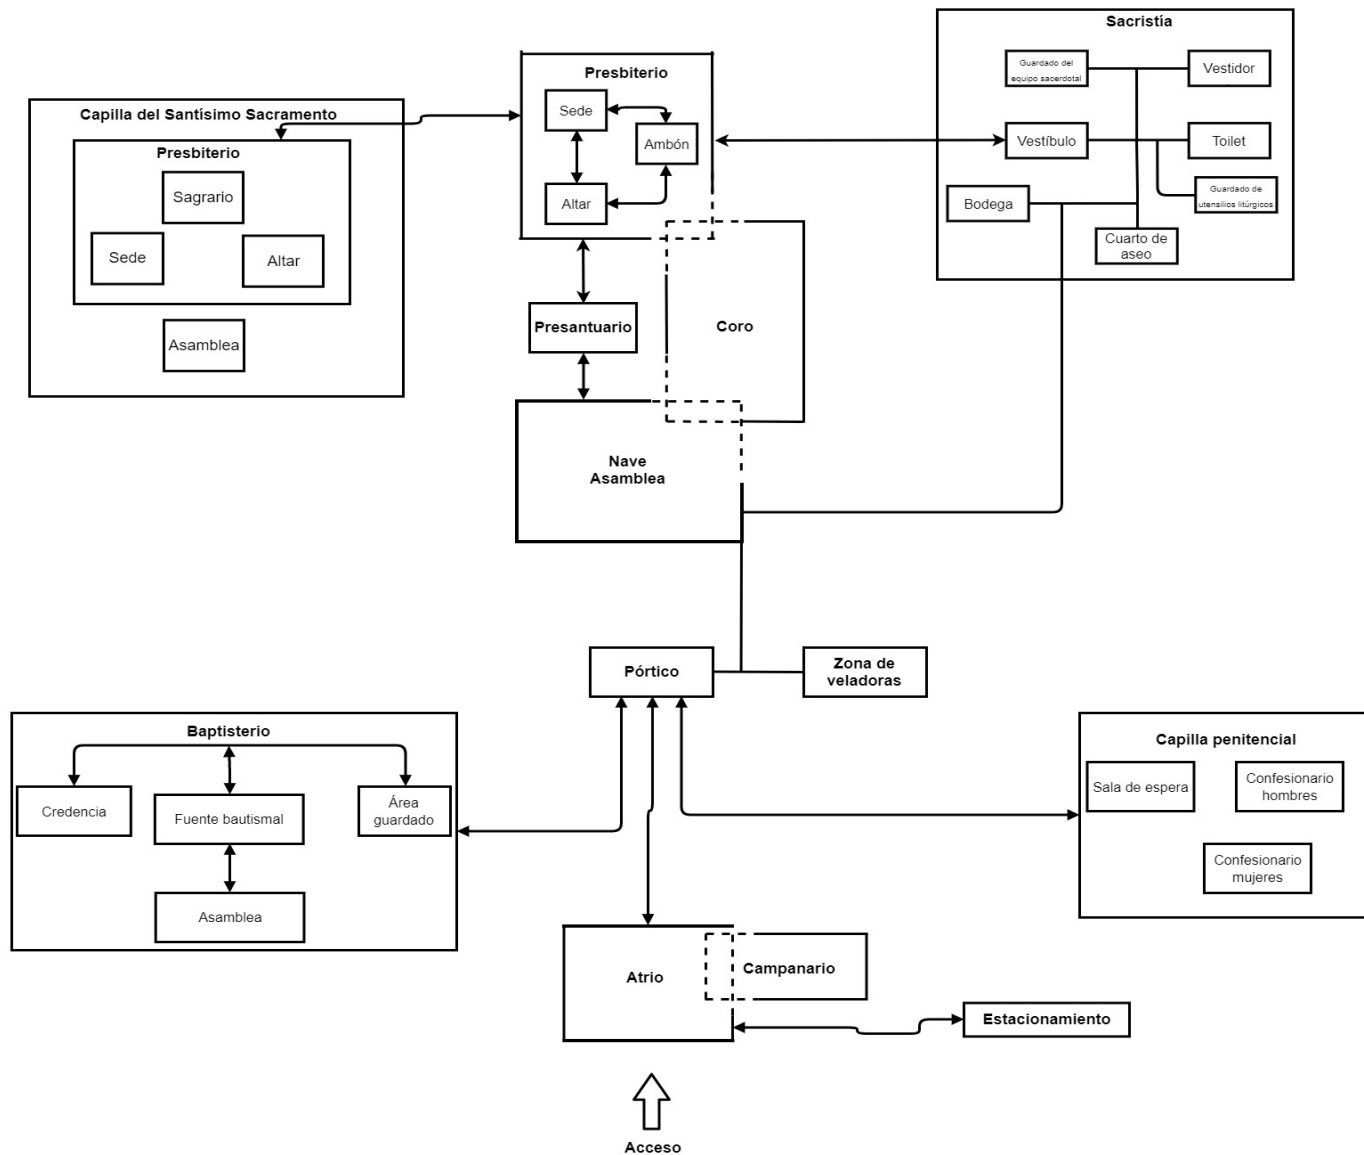 Sacristía
Guardado del
equipo sacerdotal
Vestidor
Vestíbulo
Toilet
Bodega
Guardado de
utensilios litúrgicos
Cuarto de
aseo
Presbiterio
Sede
Ambón
Altar
Capilla del Santísimo Sacramento
Presbiterio
Sagrario
Sede
Altar
Asamblea
Presantuario
Coro
Nave
Asamblea
Pórtico
Zona de
veladoras
Baptisterio
Credencia
Fuente bautismal
Área
guardado
Asamblea
Capilla penitencial
Sala de espera
Confesionario
hombres
Confesionario
mujeres
Atrio
Campanario
Estacionamiento
Acceso